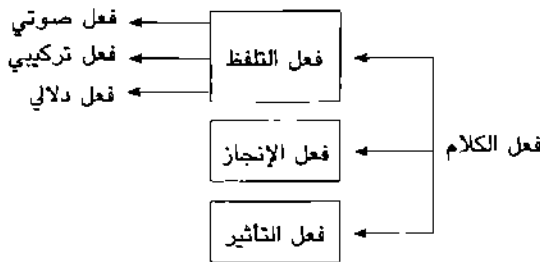 فعل صوتي
فعل تركيبي
فعل دلالي
فعل التلفظ
فعل الإنجاز
فعل التأثير
فعل الكلام